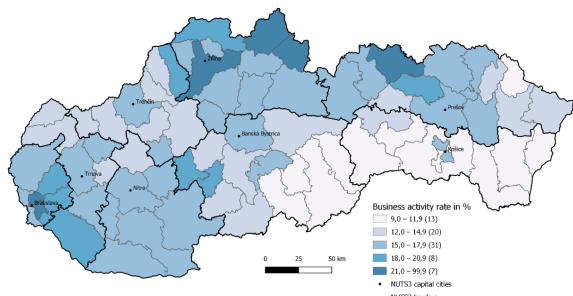 Žilina
Trenčín
Prešov
Banská Bystrica
Košice
Trnava
Nitra
Bratislava
Business activity rate in %
9,0 – 11,9 (13)
12,0 – 14,9 (20)
15,0 – 17,9 (31)
18,0 – 20,9 (8)
21,0 – 99,9 (7)
• NUTS3 capital cities
0 25 50 km